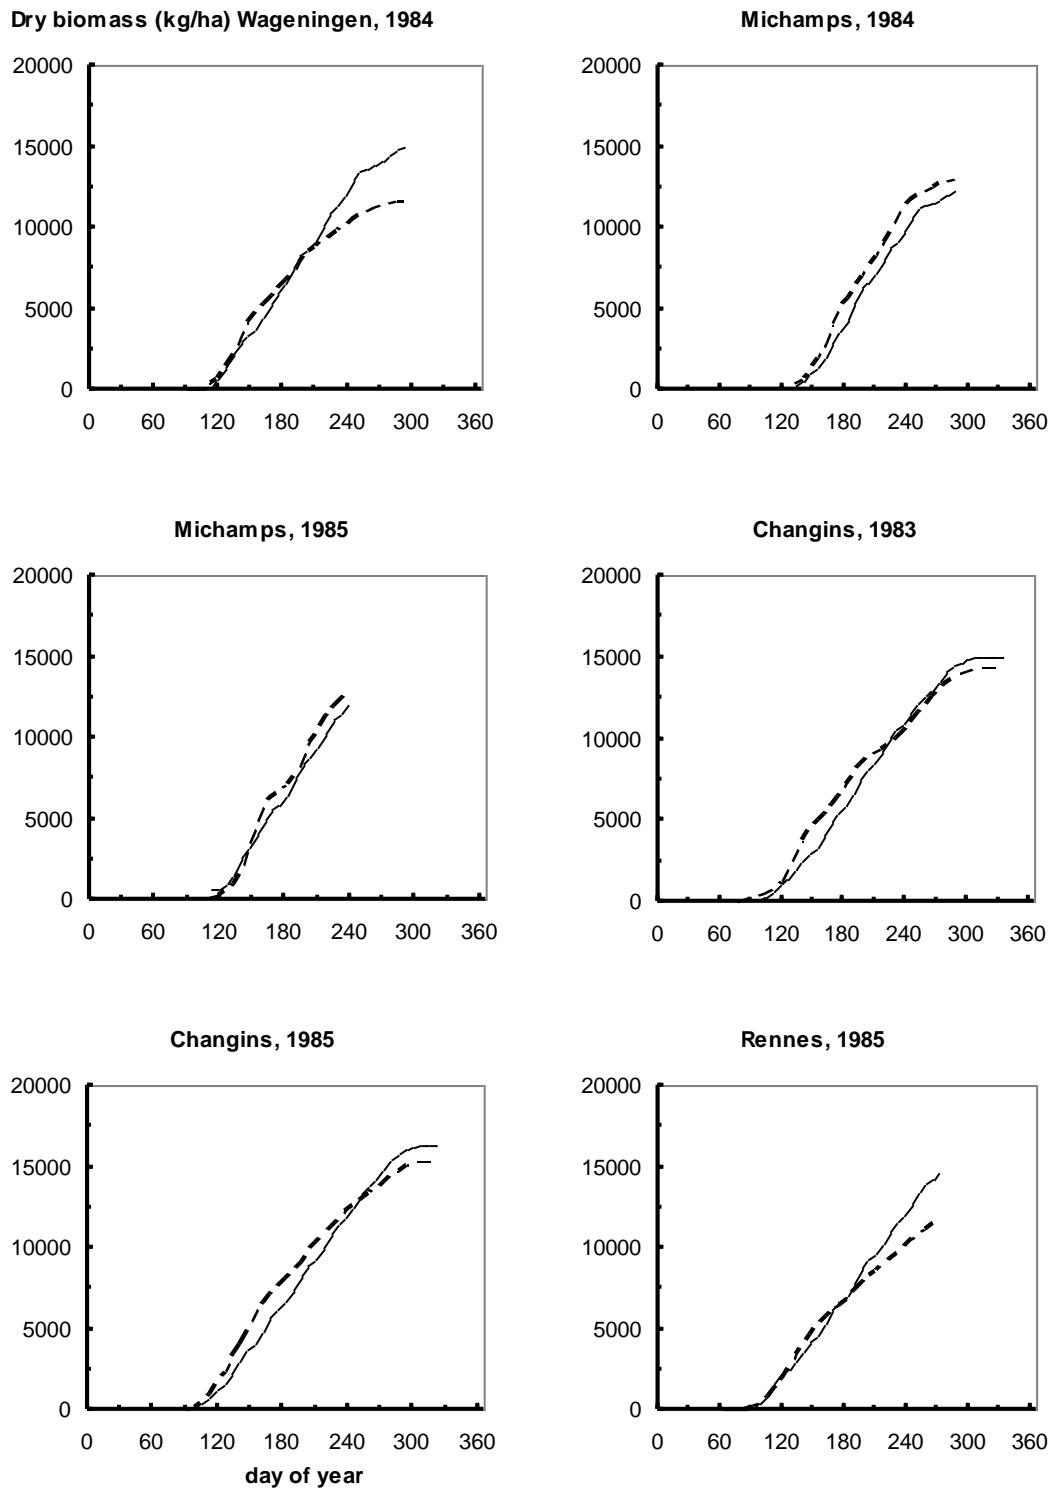 Dry biomass (kg/ha) Wageningen, 1984
20000
15000
10000
5000
0
0 60 120 180 240 300 360
Michamps, 1984
20000
15000
10000
5000
0
0 60 120 180 240 300 360
Michamps, 1985
20000
15000
10000
5000
0
0 60 120 180 240 300 360
Changins, 1983
20000
15000
10000
5000
0
0 60 120 180 240 300 360
Changins, 1985
20000
15000
10000
5000
0
0 60 120 180 240 300 360
day of year
Rennes, 1985
20000
15000
10000
5000
0
0 60 120 180 240 300 360